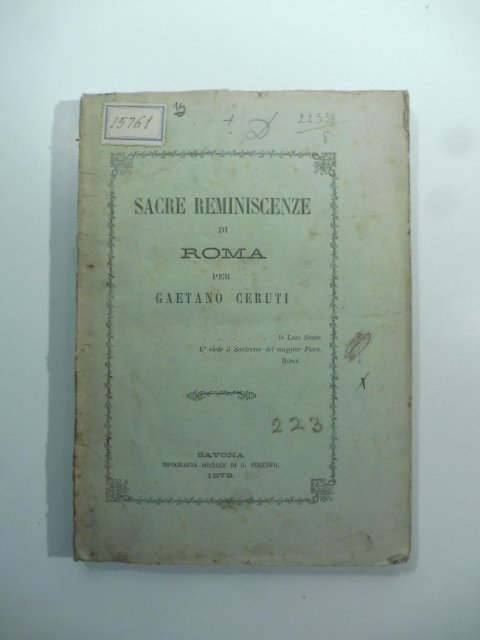 15761
22338
SACRE REMINISCENZE
DI
ROMA
PER
GAETANO CERUTI
. . . . . lo Loco Santo
U' siede il Successor del maggior Piero.
DANTE
223
SAVONA
TIPOGRAFIA SOCIALE DI G. PELUFFO.
1879.